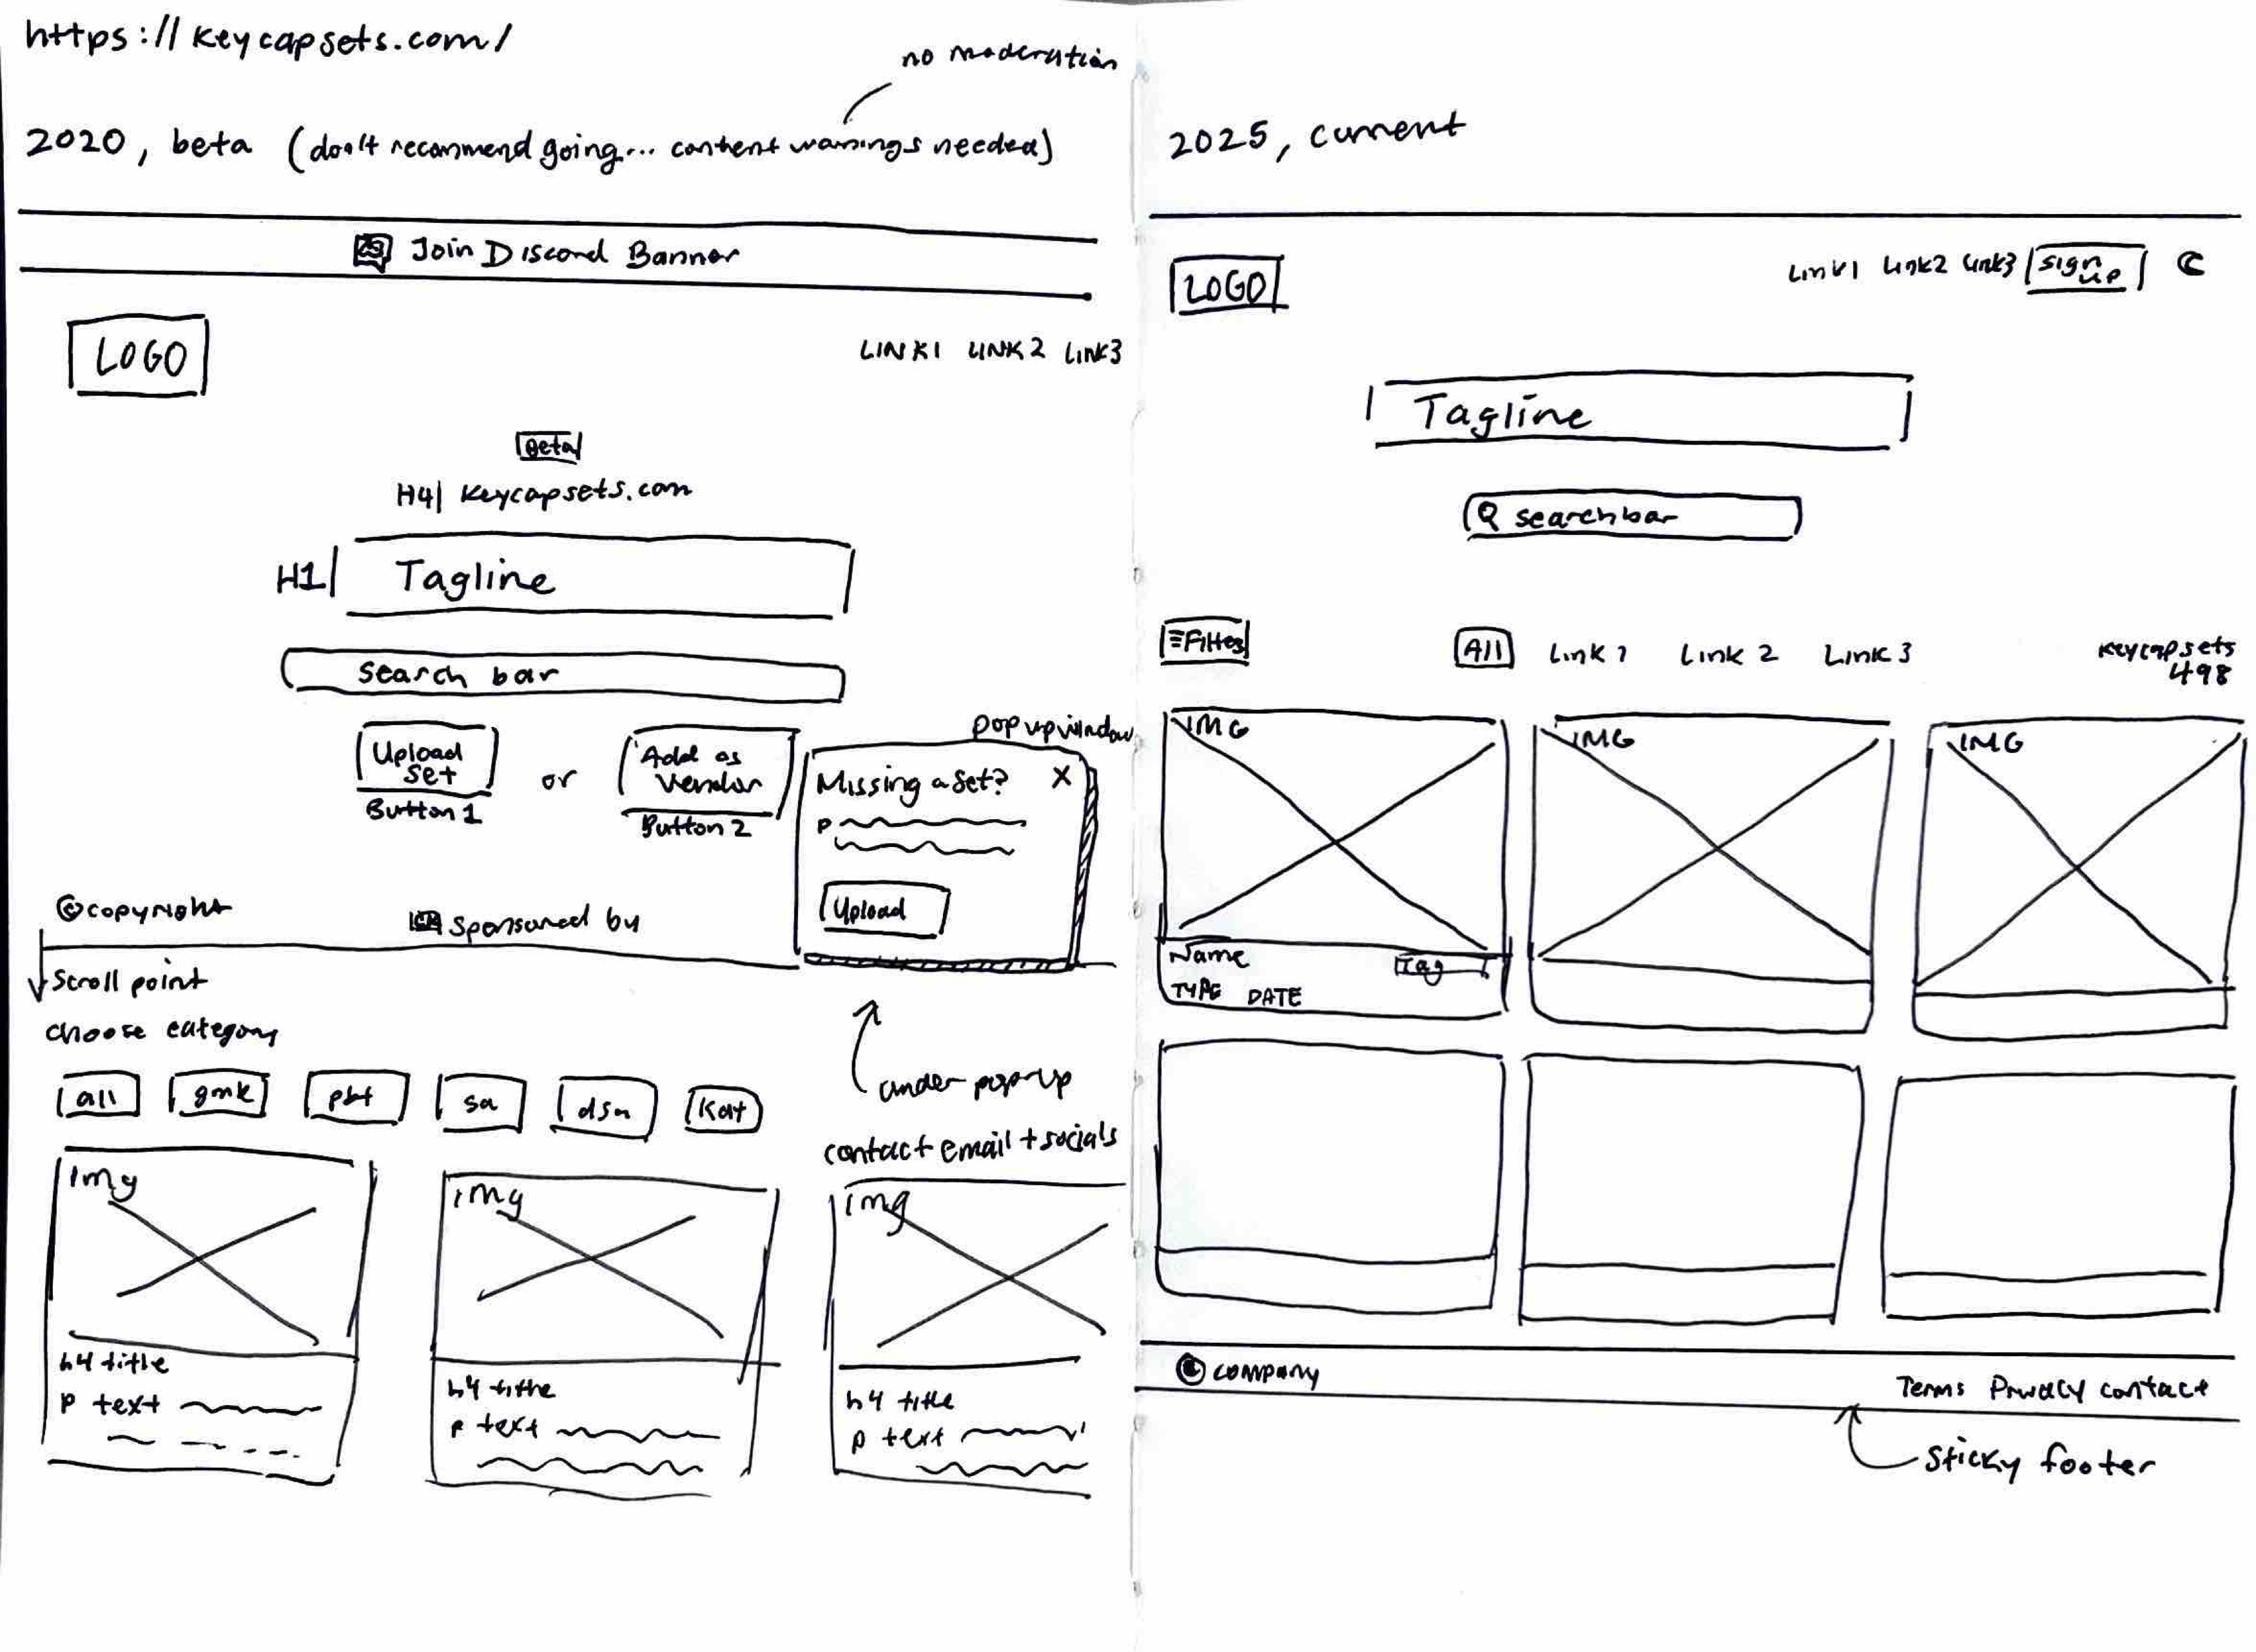 https://keycapsets.com/
no moderation
2020, beta (don't recommend going... content warnings needed)
Join Discord Banner
LOGO
LINK1 LINK2 Link3
Beta
H4| keycapsets.com
H1| Tagline
search bar
Upload set
Button 1
or
Add as Vendor
Button 2
pop up window
Missing a set? X
P
Upload
©copyright
Sponsored by
Scroll point
choose category
under pop-up
contact email + socials
all gmk pbt sa dsa kat
img
h4 title
P text
img
h4 title
P text
img
h4 title
P text
2025, current
LOGO
Link1 Link2 Link3 sign up
Tagline
searchbar
Filter
All Link 1 Link 2 Link 3
keycapsets
498
IMG
Name Tag
TYPE DATE
IMG
IMG
© company
Terms Privacy contact
sticky footer